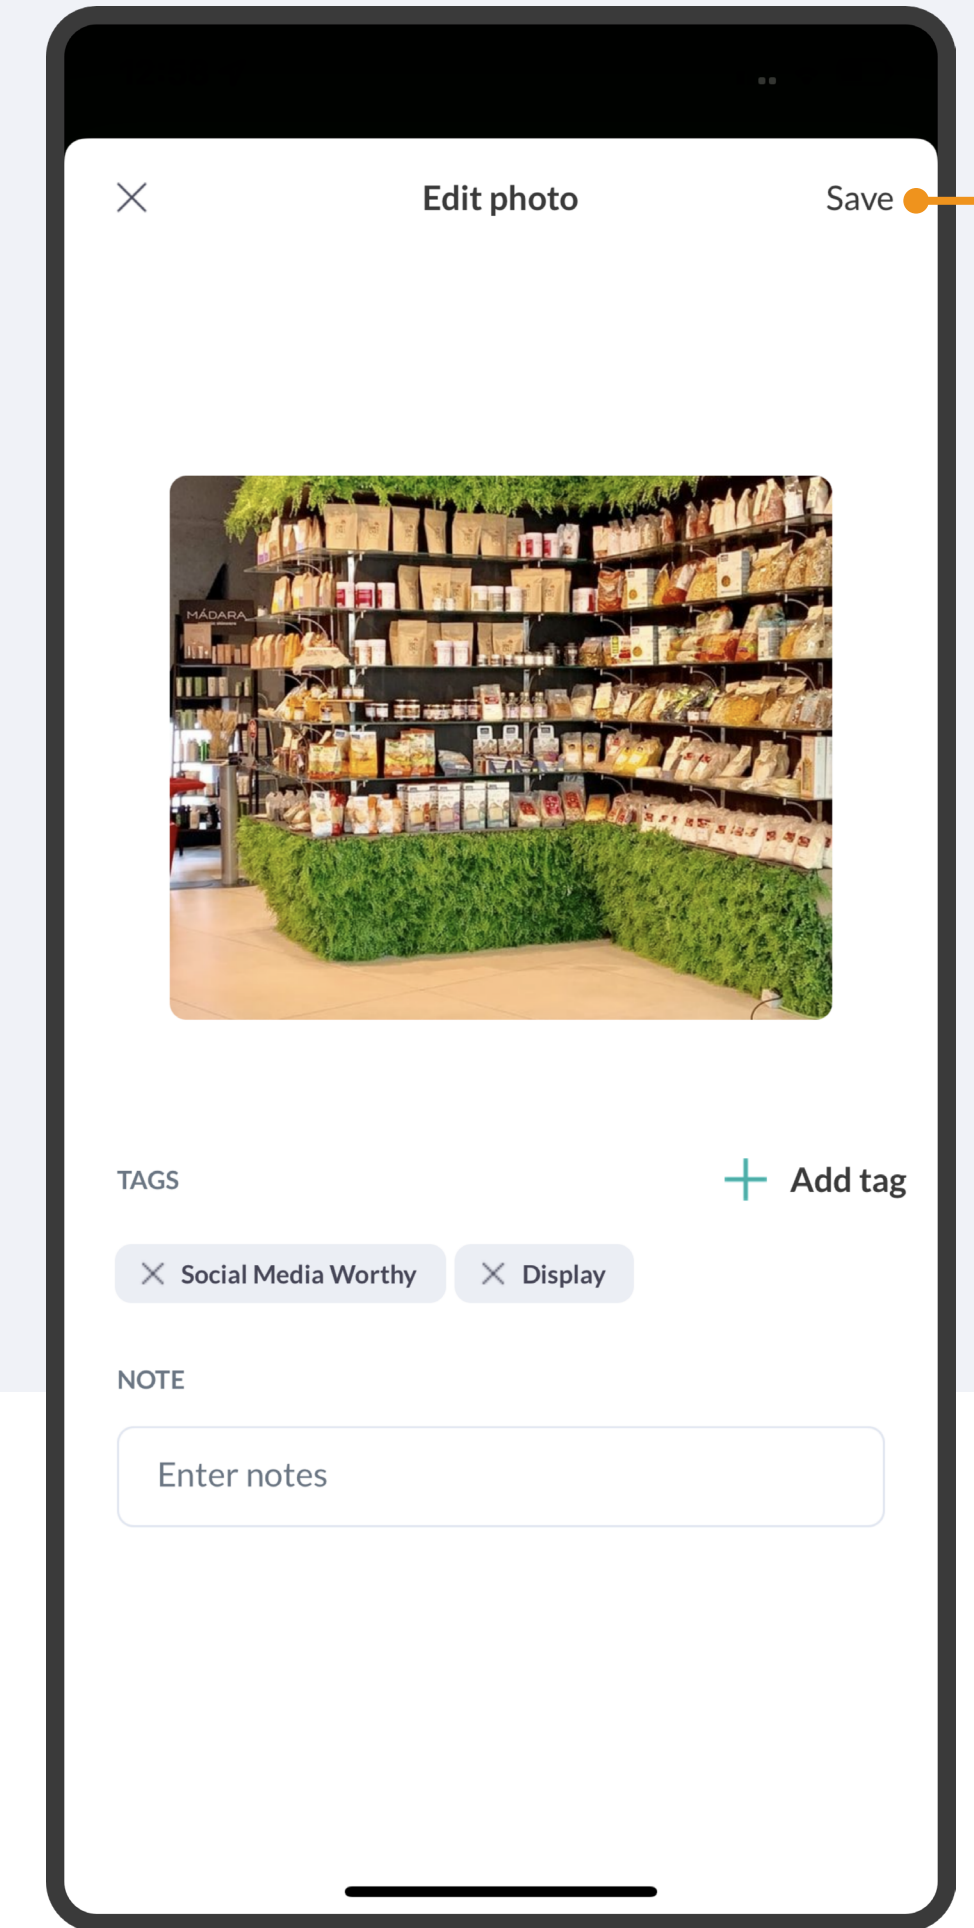 Edit photo
Save
MÁDARA
TAGS
Add tag
Social Media Worthy
Display
NOTE
Enter notes